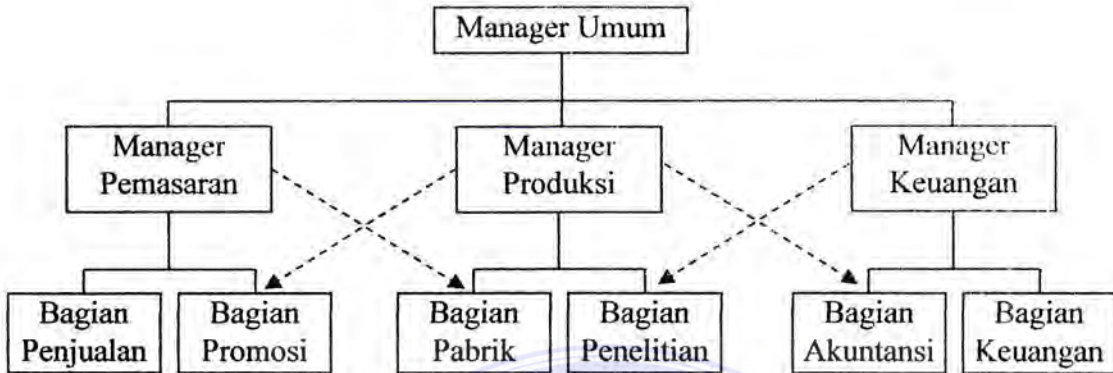 Manager Umum
Manager
Pemasaran
Manager
Produksi
Manager
Keuangan
Bagian
Penjualan
Bagian
Promosi
Bagian
Pabrik
Bagian
Penelitian
Bagian
Akuntansi
Bagian
Keuangan